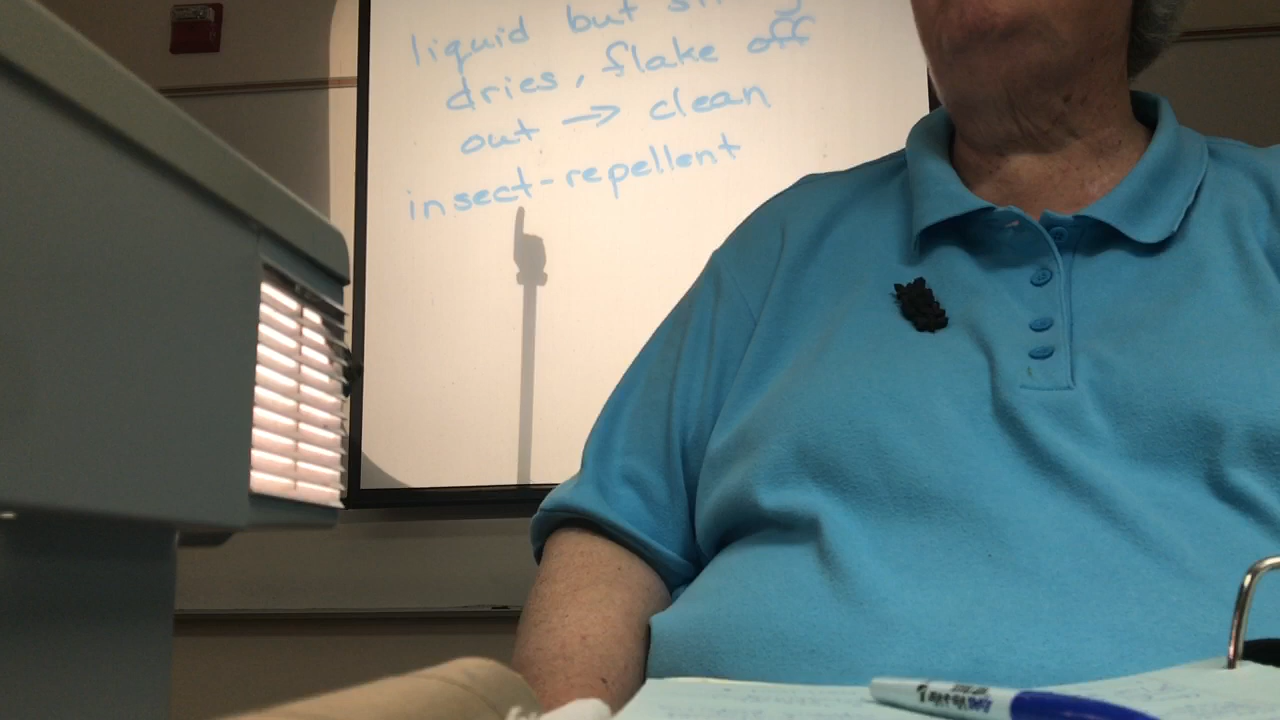 liquid but
dries, flake off
out → clean
insect-repellent